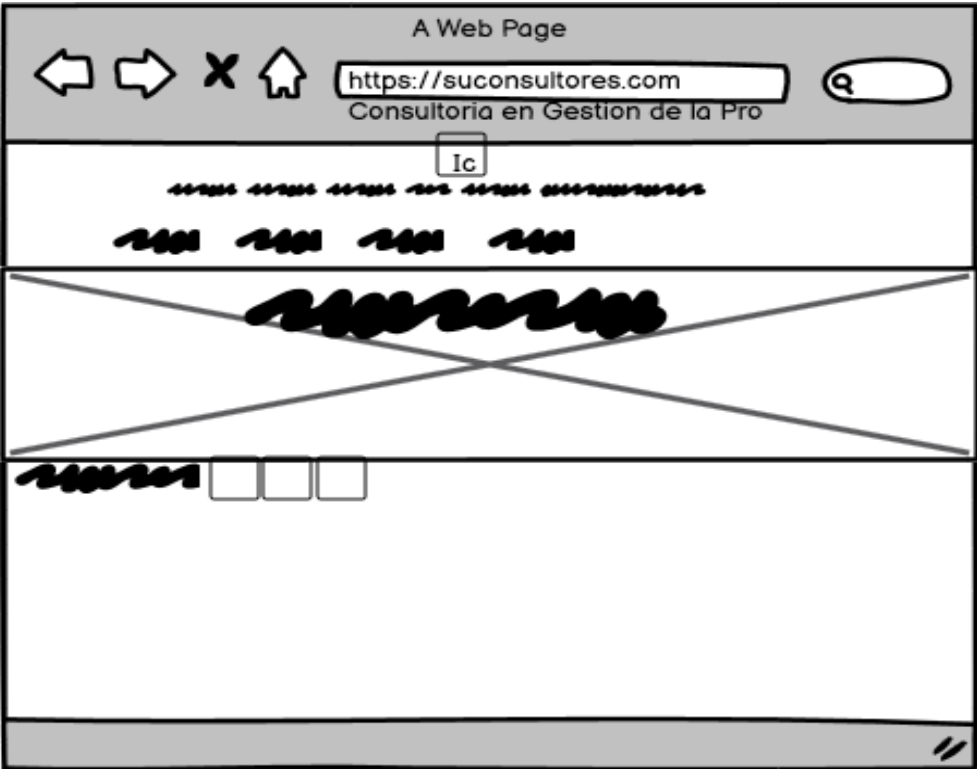 A Web Page
https://suconsultores.com
Consultoria en Gestion de la Pro
Ic